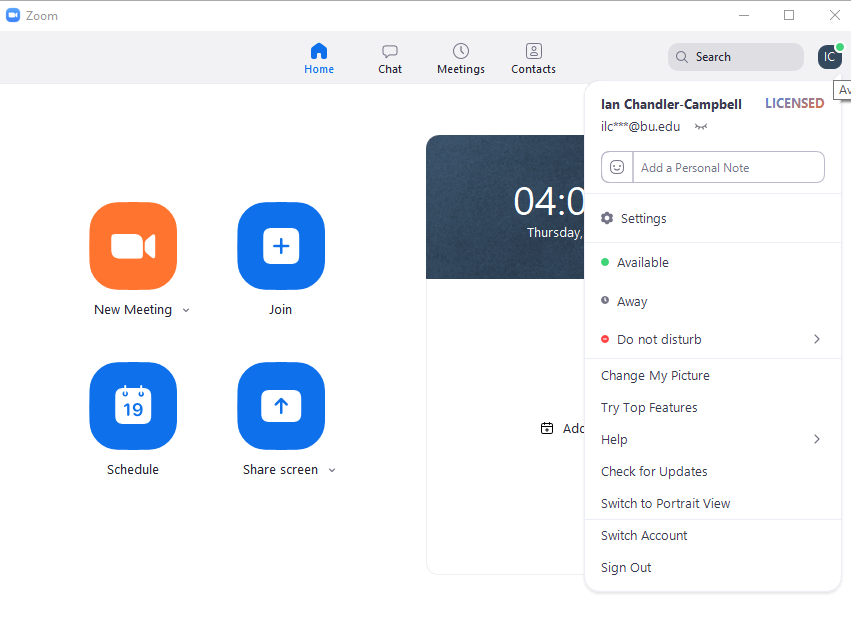 Zoom
Home
Chat
Meetings
Contacts
Search
IC
Ian Chandler-Campbell
LICENSED
ilc***@bu.edu
Add a Personal Note
Settings
Available
Away
Do not disturb
Change My Picture
Try Top Features
Help
Check for Updates
Switch to Portrait View
Switch Account
Sign Out
04:0
Thursday,
New Meeting
Join
19
Schedule
Share screen